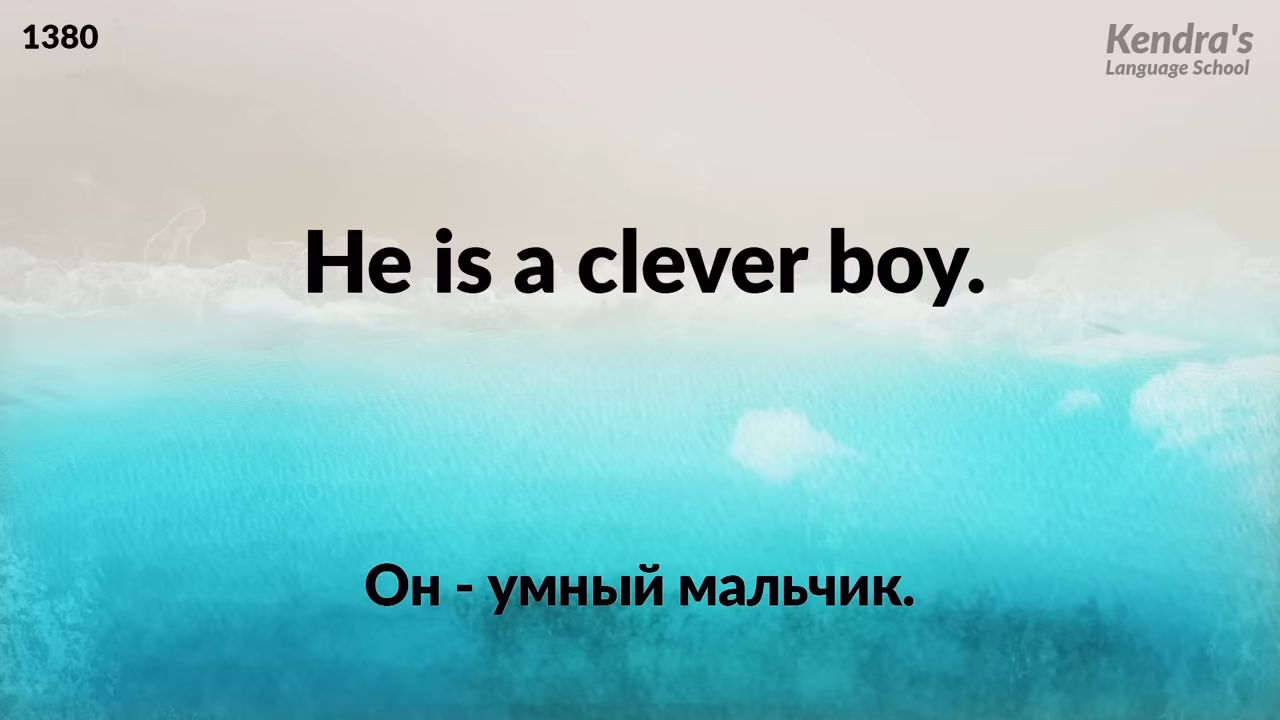 1380
Kendra's
Language School
He is a clever boy.
Он - умный мальчик.